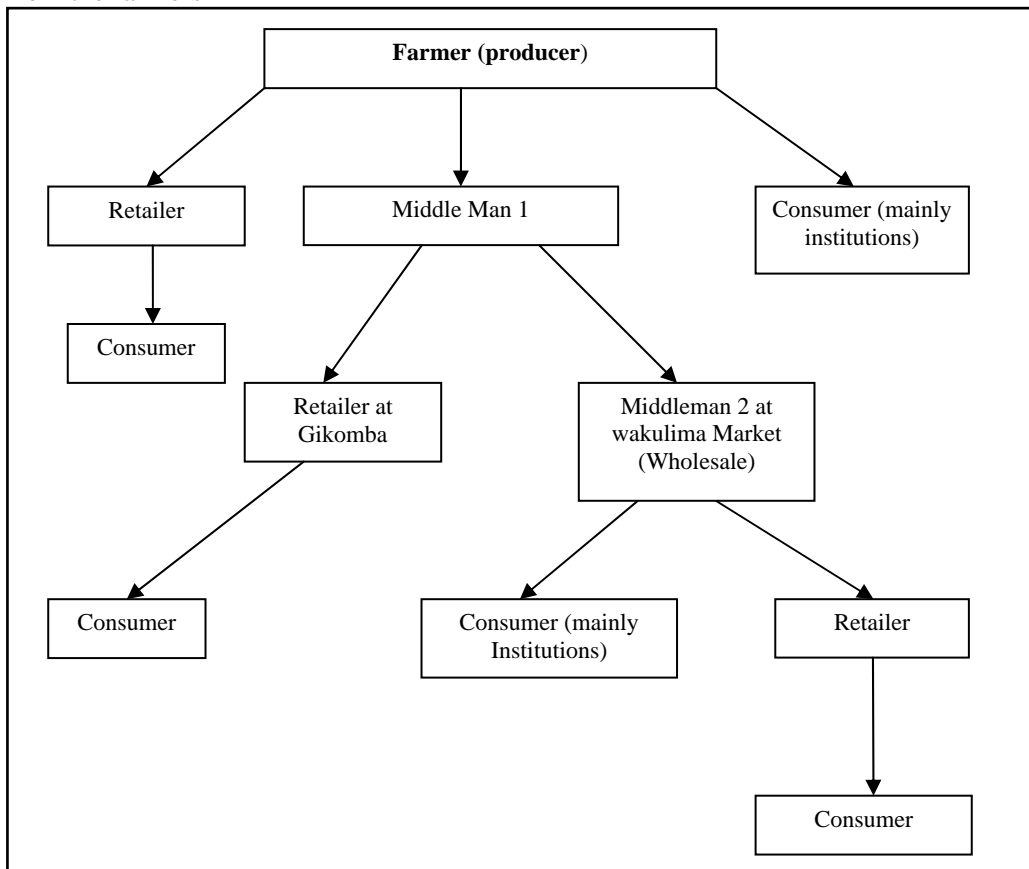 Farmer (producer)
Retailer
Middle Man 1
Consumer (mainly
institutions)
Consumer
Retailer at
Gikomba
Middleman 2 at
wakulima Market
(Wholesale)
Consumer
Consumer (mainly
Institutions)
Retailer
Consumer